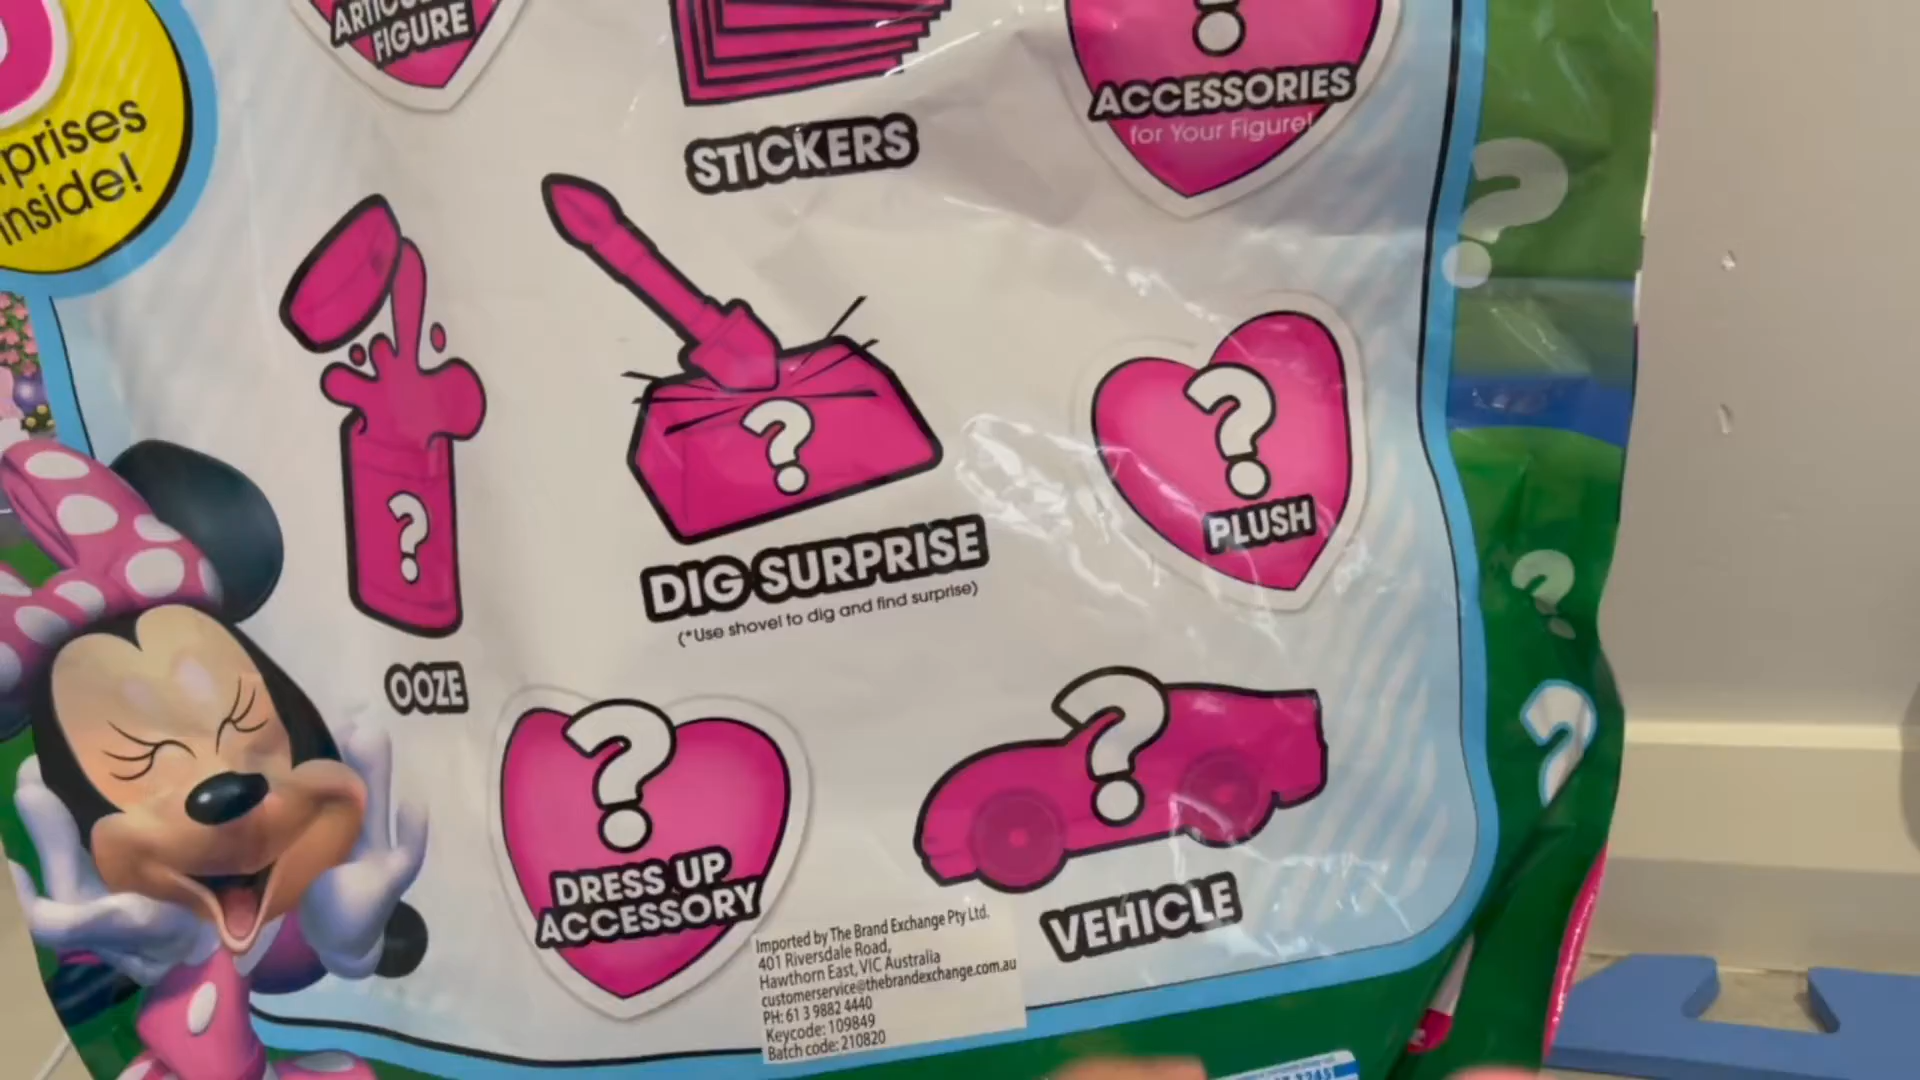 FIGURE
STICKERS
ACCESSORIES
for Your Figure!
prises
inside!
?
?
?
PLUSH
DIG SURPRISE
(*Use shovel to dig and find surprise)
OOZE
?
DRESS UP
ACCESSORY
?
VEHICLE
Imported by The Brand Exchange Pty Ltd.
401 Riversdale Road,
Hawthorn East, VIC Australia
customerservice@thebrandexchange.com.au
PH: 61 3 9882 4440
Keycode: 109849
Batch code: 210820